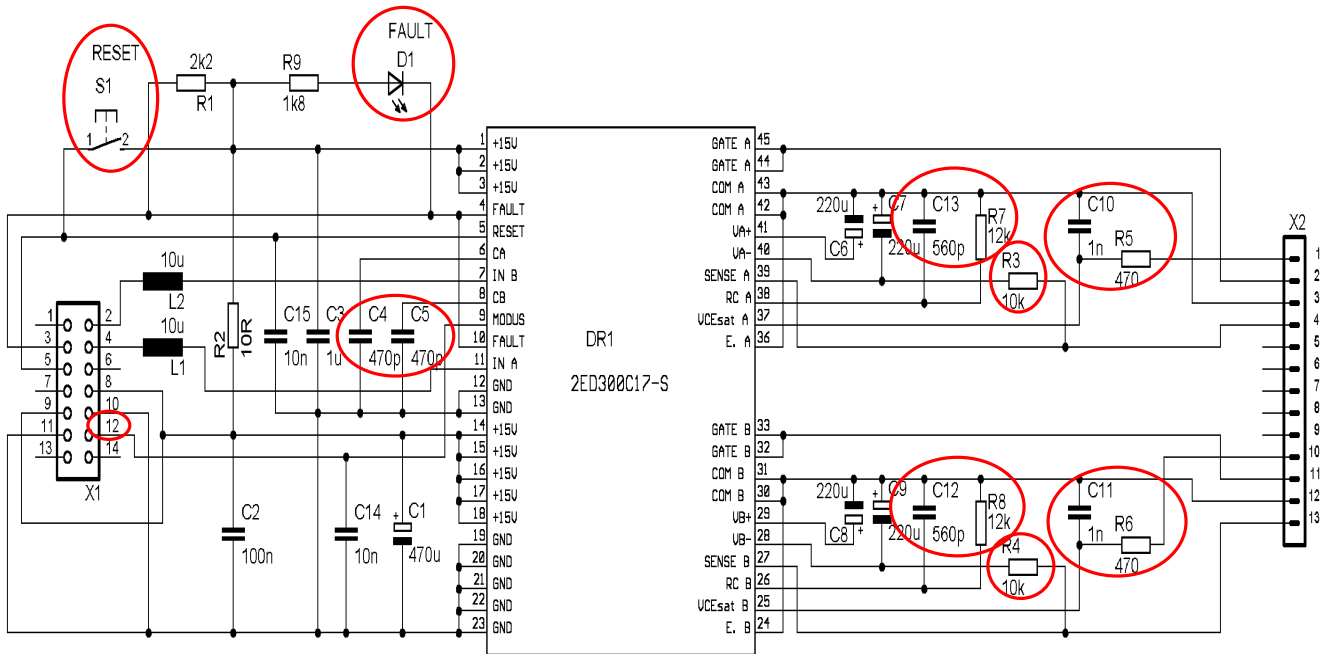 RESET
S1
1 2
2k2
R1
R9
1k8
FAULT
D1
10u
L2
10u
L1
R2
10R
C15
10n
C3
1u
C4
470p
C5
470p
1 2
3 4
5 6
7 8
9 10
11 12
13 14
X1
C2
100n
C14
10n
+
C1
470u
1 +15V
2 +15V
3 +15V
4 FAULT
5 RESET
6 CA
7 IN B
8 CB
9 MODUS
10 FAULT
11 IN A
12 GND
13 GND
14 +15V
15 +15V
16 +15V
17 +15V
18 +15V
19 GND
20 GND
21 GND
22 GND
23 GND
DR1
2ED300C17-S
GATE A 45
GATE A 44
COM A 43
COM A 42
VA+ 41
VA- 40
SENSE A 39
RC A 38
VCEsat A 37
E. A 36
GATE B 33
GATE B 32
COM B 31
COM B 30
VB+ 29
VB- 28
SENSE B 27
RC B 26
VCEsat B 25
E. B 24
220u
C6
+
+
C7
220u
C13
560p
R7
12k
R3
10k
C10
1n
R5
470
220u
C8
+
+
C9
220u
C12
560p
R8
12k
R4
10k
C11
1n
R6
470
X2
1
2
3
4
5
6
7
8
9
10
11
12
13